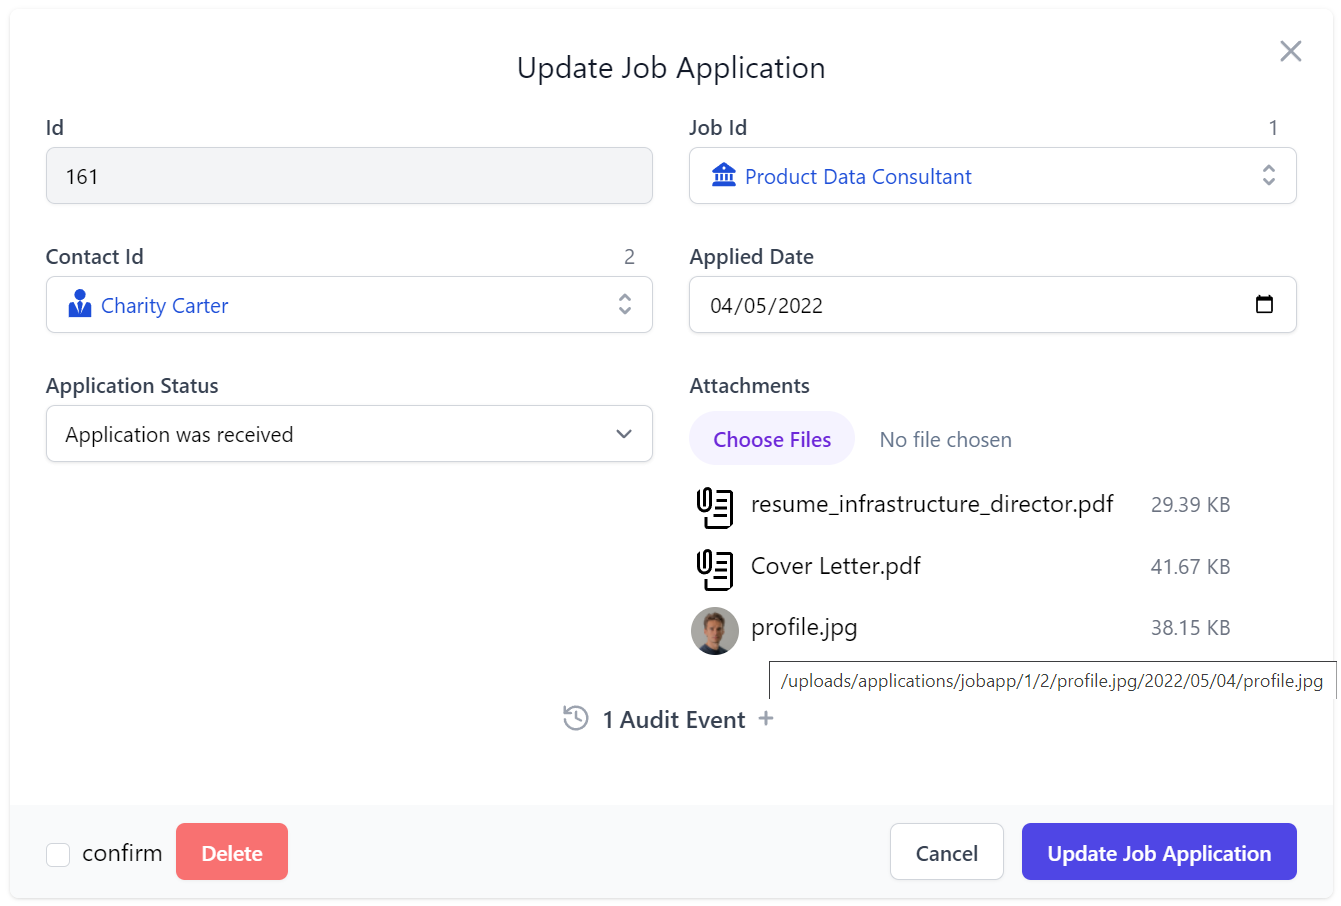 Update Job Application
Id
161
Job Id 1
Product Data Consultant
Contact Id 2
Charity Carter
Applied Date
04/05/2022
Application Status
Application was received
Attachments
Choose Files No file chosen
resume_infrastructure_director.pdf 29.39 KB
Cover Letter.pdf 41.67 KB
profile.jpg 38.15 KB
/uploads/applications/jobapp/1/2/profile.jpg/2022/05/04/profile.jpg
1 Audit Event +
confirm Delete Cancel Update Job Application